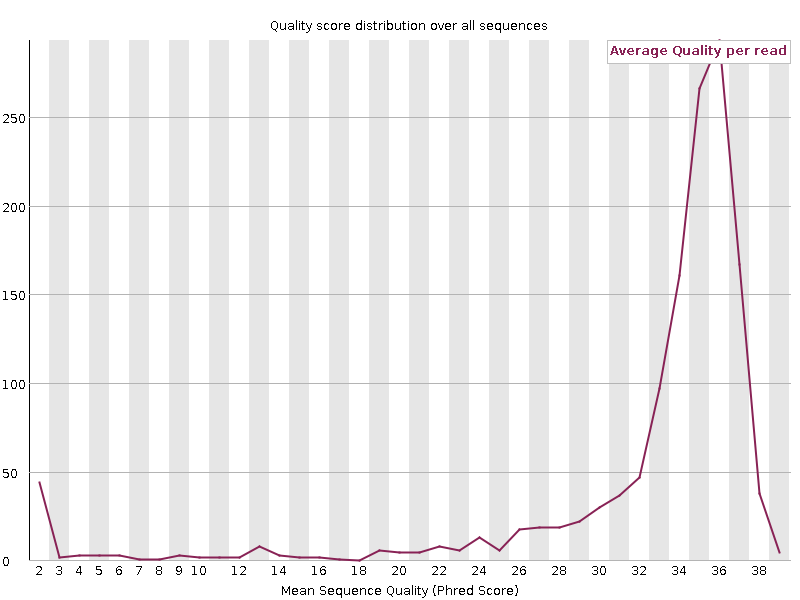 Quality score distribution over all sequences
Average Quality per read
250
200
150
100
50
0
2 3 4 5 6 7 8 9 10 12 14 16 18 20 22 24 26 28 30 32 34 36 38
Mean Sequence Quality (Phred Score)